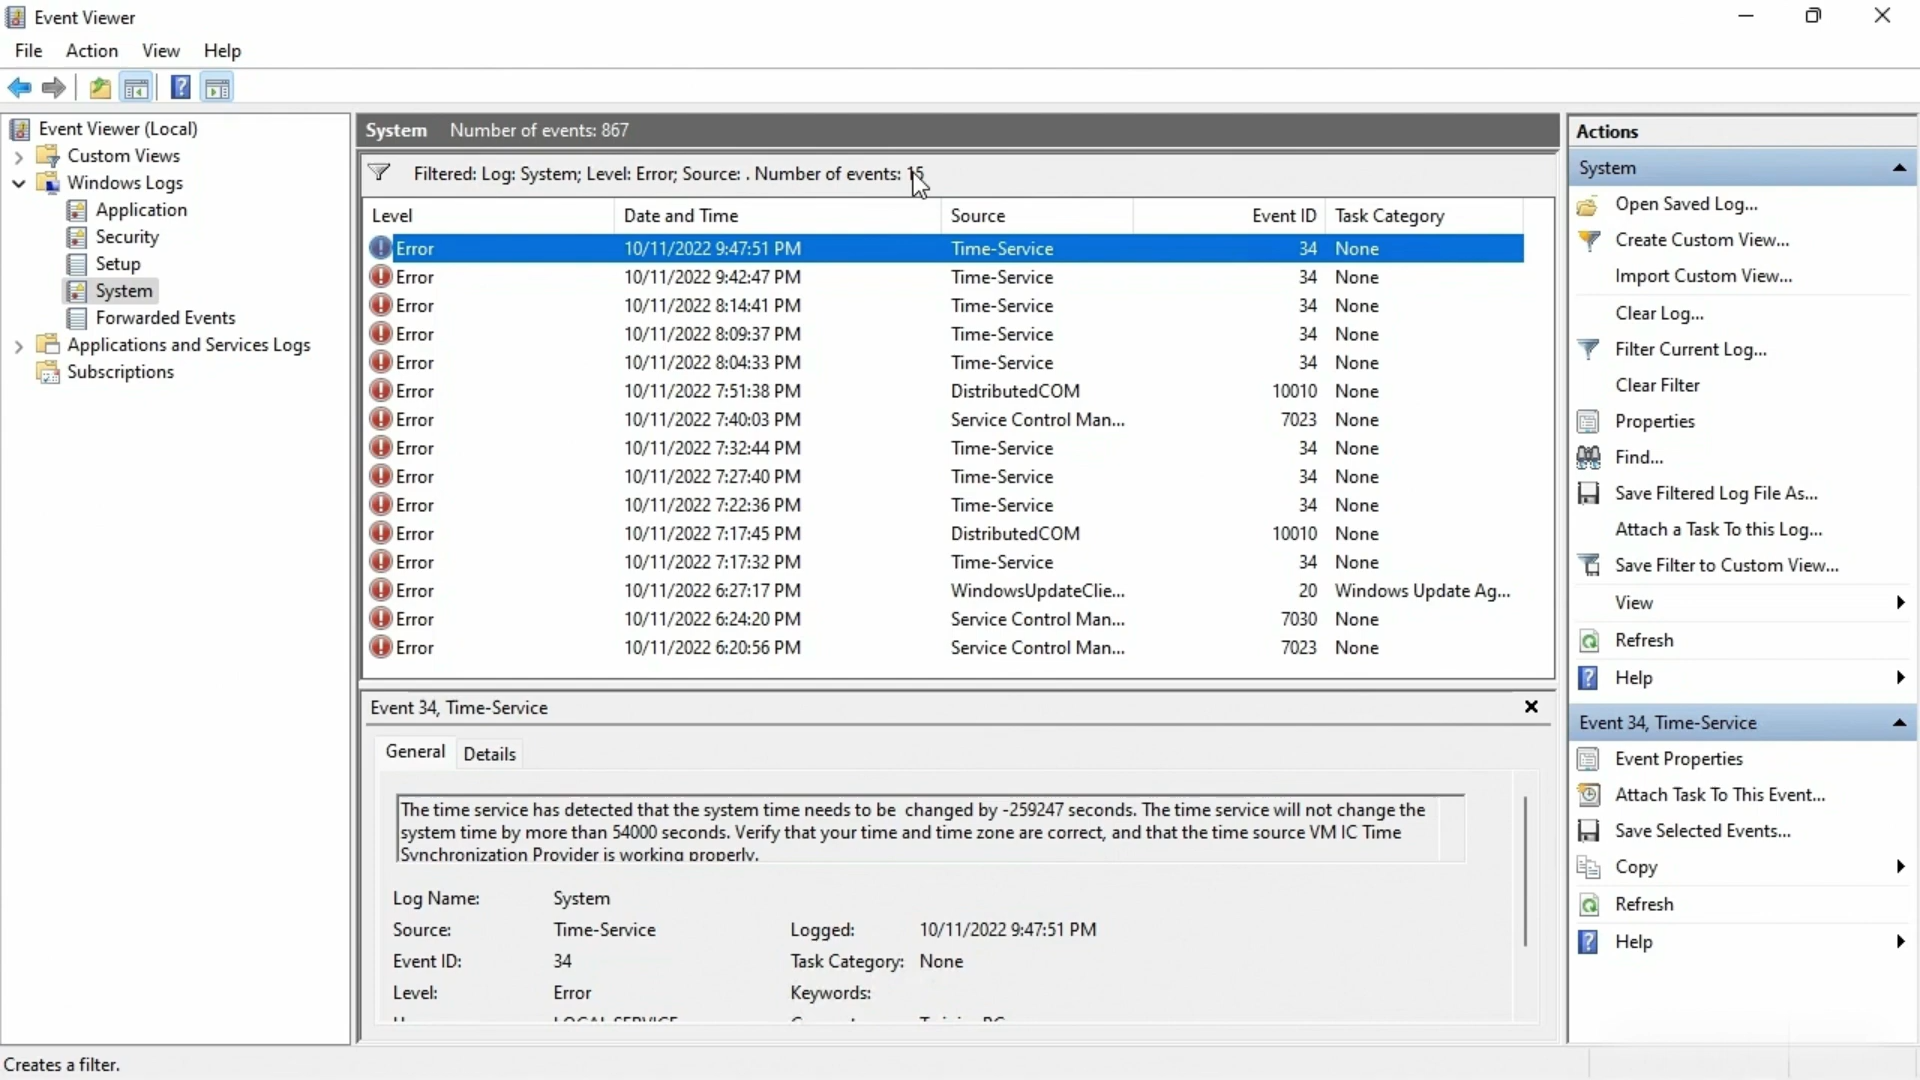 Event Viewer
File Action View Help
Event Viewer (Local)
Custom Views
Windows Logs
Application
Security
Setup
System
Forwarded Events
Applications and Services Logs
Subscriptions
System Number of events: 867
Filtered: Log: System; Level: Error; Source: . Number of events: 15
Level Date and Time Source Event ID Task Category
Error 10/11/2022 9:47:51 PM Time-Service 34 None
Error 10/11/2022 9:42:47 PM Time-Service 34 None
Error 10/11/2022 8:14:41 PM Time-Service 34 None
Error 10/11/2022 8:09:37 PM Time-Service 34 None
Error 10/11/2022 8:04:33 PM Time-Service 34 None
Error 10/11/2022 7:51:38 PM DistributedCOM 10010 None
Error 10/11/2022 7:40:03 PM Service Control Man... 7023 None
Error 10/11/2022 7:32:44 PM Time-Service 34 None
Error 10/11/2022 7:27:40 PM Time-Service 34 None
Error 10/11/2022 7:22:36 PM Time-Service 34 None
Error 10/11/2022 7:17:45 PM DistributedCOM 10010 None
Error 10/11/2022 7:17:32 PM Time-Service 34 None
Error 10/11/2022 6:27:17 PM WindowsUpdateClie... 20 Windows Update Ag...
Error 10/11/2022 6:24:20 PM Service Control Man... 7030 None
Error 10/11/2022 6:20:56 PM Service Control Man... 7023 None
Event 34, Time-Service
General Details
The time service has detected that the system time needs to be changed by -259247 seconds. The time service will not change the
system time by more than 54000 seconds. Verify that your time and time zone are correct, and that the time source VM IC Time
Synchronization Provider is working properly.
Log Name: System
Source: Time-Service Logged: 10/11/2022 9:47:51 PM
Event ID: 34 Task Category: None
Level: Error Keywords:
Actions
System
Open Saved Log...
Create Custom View...
Import Custom View...
Clear Log...
Filter Current Log...
Clear Filter
Properties
Find...
Save Filtered Log File As...
Attach a Task To this Log...
Save Filter to Custom View...
View
Refresh
Help
Event 34, Time-Service
Event Properties
Attach Task To This Event...
Save Selected Events...
Copy
Refresh
Help
Creates a filter.